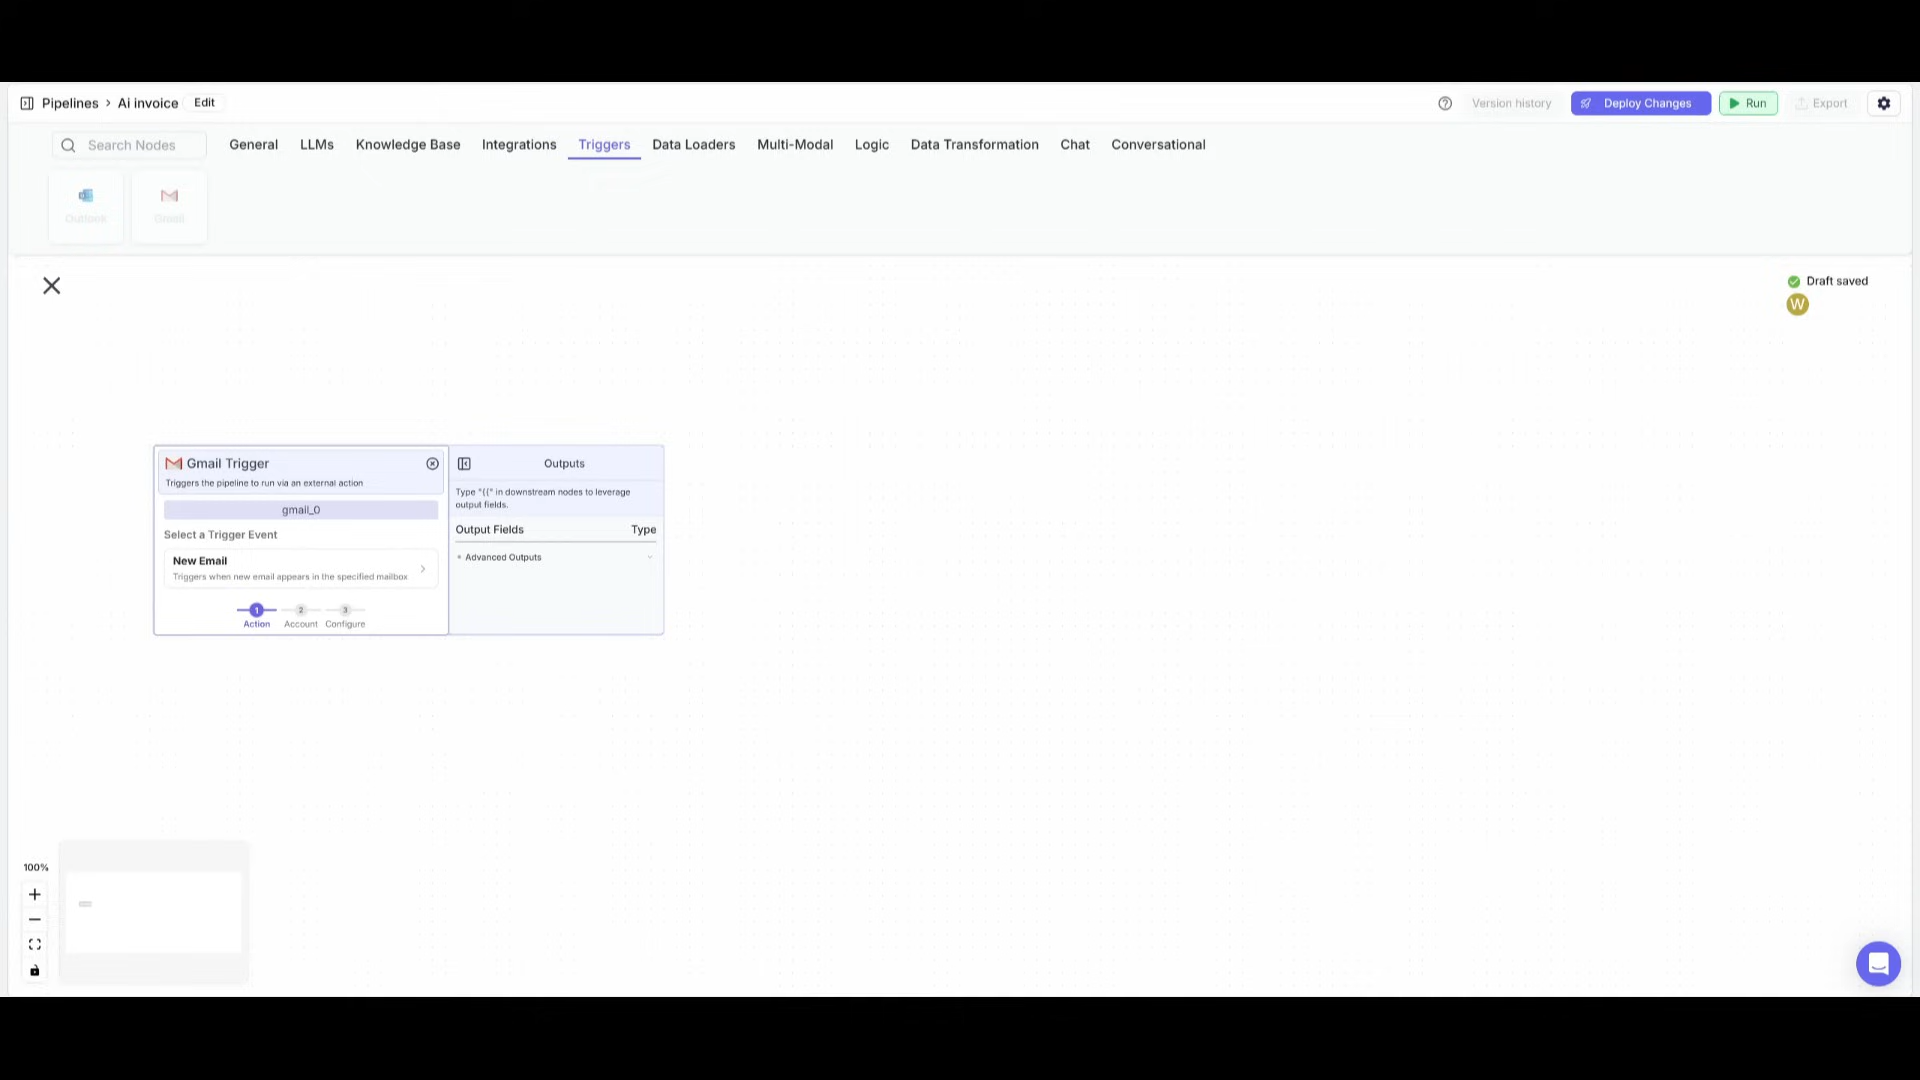 Pipelines > Ai invoice Edit
Version history Deploy Changes Run Export
Search Nodes General LLMs Knowledge Base Integrations Triggers Data Loaders Multi-Modal Logic Data Transformation Chat Conversational
Outlook Gmail
Draft saved
W
Gmail Trigger
Triggers the pipeline to run via an external action
gmail_0
Select a Trigger Event
New Email
Triggers when new email appears in the specified mailbox
1 2 3
Action Account Configure
Outputs
Type "{{" in downstream nodes to leverage
output fields.
Output Fields Type
+ Advanced Outputs
100%